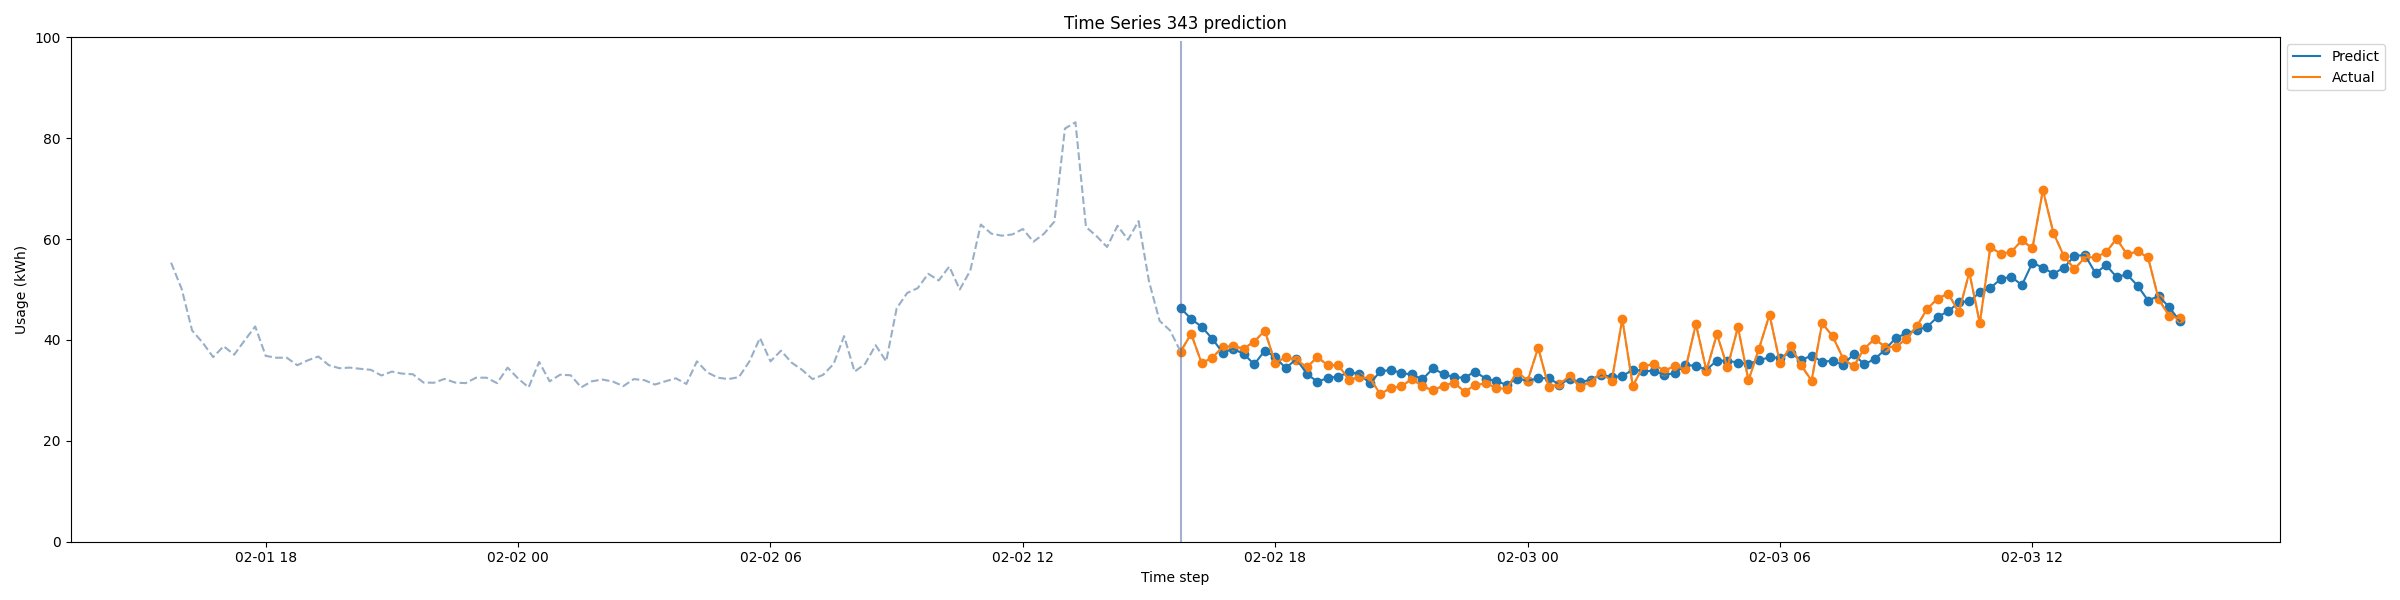 Time Series 343 prediction
100
80
60
40
20
0
Usage (kWh)
02-01 18
02-02 00
02-02 06
02-02 12
02-02 18
02-03 00
02-03 06
02-03 12
Time step
Predict
Actual